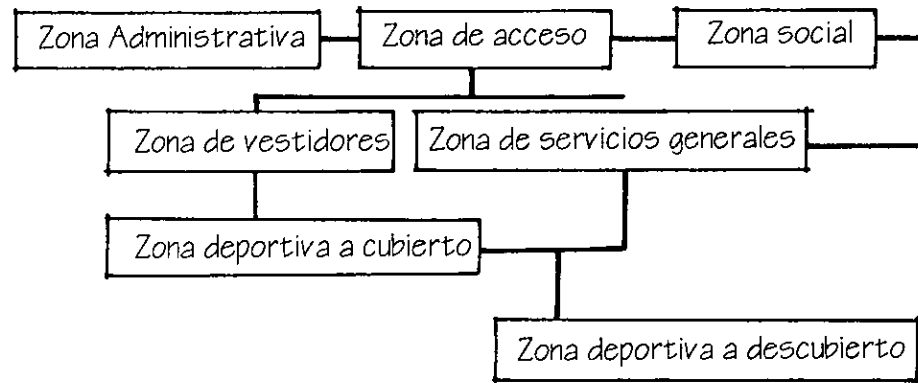 Zona Administrativa
Zona de acceso
Zona social
Zona de vestidores
Zona de servicios generales
Zona deportiva a cubierto
Zona deportiva a descubierto